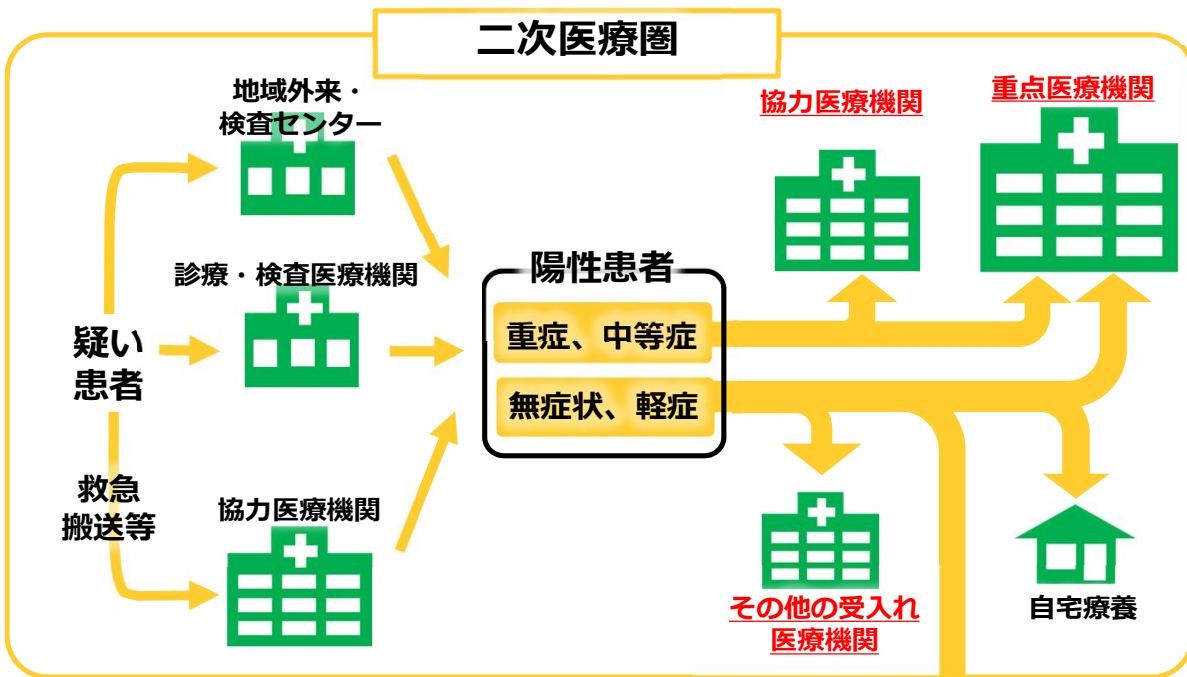 二次医療圏
地域外来・
検査センター
協力医療機関
重点医療機関
診療・検査医療機関
陽性患者
重症、中等症
疑い
患者
無症状、軽症
救急
搬送等
協力医療機関
その他の受入れ
医療機関
自宅療養